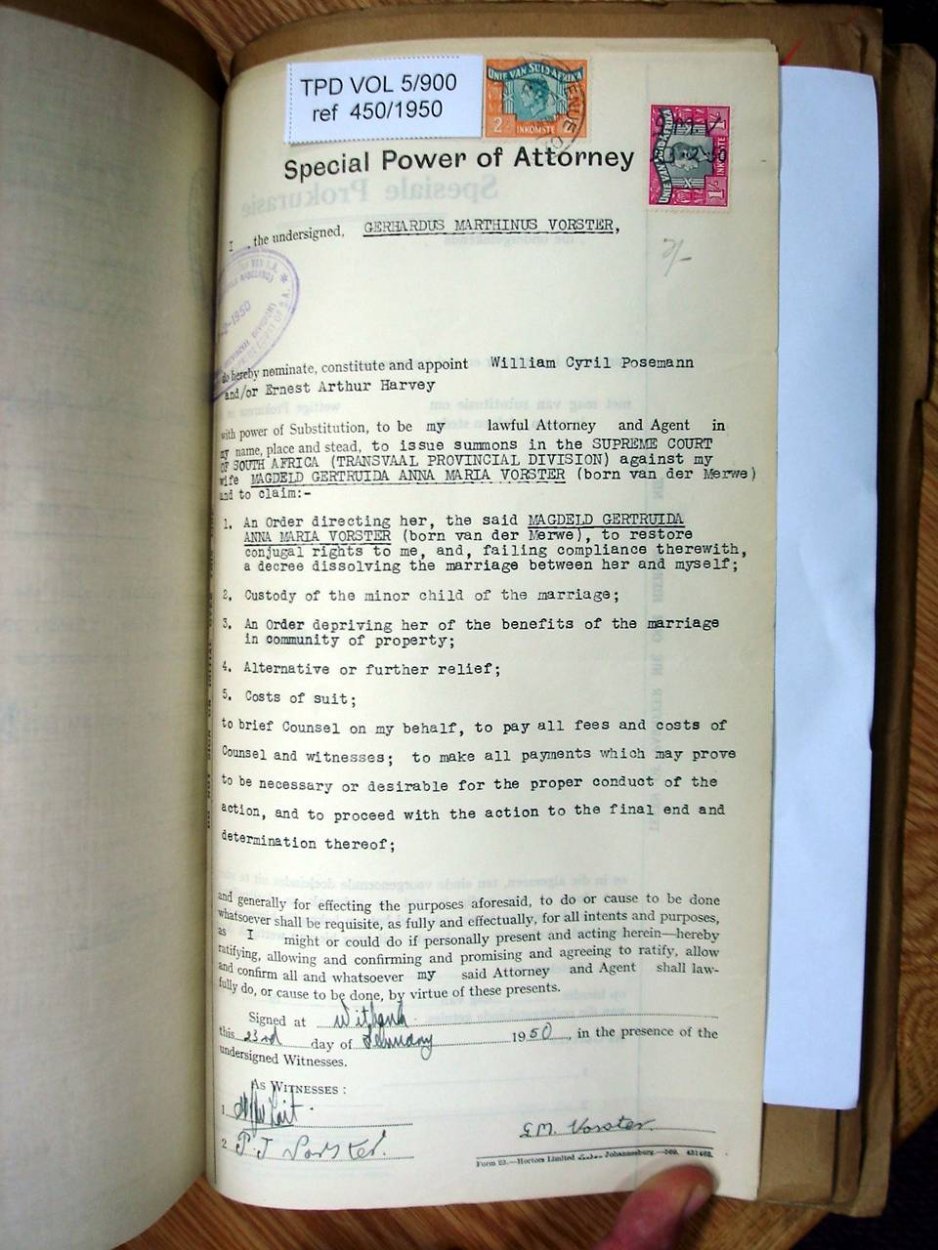 TPD VOL 5/900
ref 450/1950
UNIE VAN SUID AFRIKA
INKOMSTE
Special Power of Attorney
I , the undersigned, GERHARDUS MARTHINUS VORSTER,
2/-
-1950
do hereby nominate, constitute and appoint William Cyril Posemann
and/or Ernest Arthur Harvey
with power of Substitution, to be my lawful Attorney and Agent in
my name, place and stead, to issue summons in the SUPREME COURT
OF SOUTH AFRICA (TRANSVAAL PROVINCIAL DIVISION) against my
wife MAGDELD GERTRUIDA ANNA MARIA VORSTER (born van der Merwe)
and to claim:-
1. An Order directing her, the said MAGDELD GERTRUIDA
ANNA MARIA VORSTER (born van der Merwe), to restore
conjugal rights to me, and, failing compliance therewith,
a decree dissolving the marriage between her and myself;
2. Custody of the minor child of the marriage;
3. An Order depriving her of the benefits of the marriage
in community of property;
4. Alternative or further relief;
5. Costs of suit;
to brief Counsel on my behalf, to pay all fees and costs of
Counsel and witnesses; to make all payments which may prove
to be necessary or desirable for the proper conduct of the
action, and to proceed with the action to the final end and
determination thereof;
and generally for effecting the purposes aforesaid, to do or cause to be done
whatsoever shall be requisite, as fully and effectually, for all intents and purposes,
as I might or could do if personally present and acting herein—hereby
ratifying, allowing and confirming and promising and agreeing to ratify, allow
and confirm all and whatsoever my said Attorney and Agent shall law-
fully do, or cause to be done, by virtue of these presents.
Signed at Witbank
this 23rd day of February 1950, in the presence of the
undersigned Witnesses.
AS WITNESSES :
1
2 P.J Vorster.
G.M. Vorster.
Form 23.—Hortors Limited Johannesburg